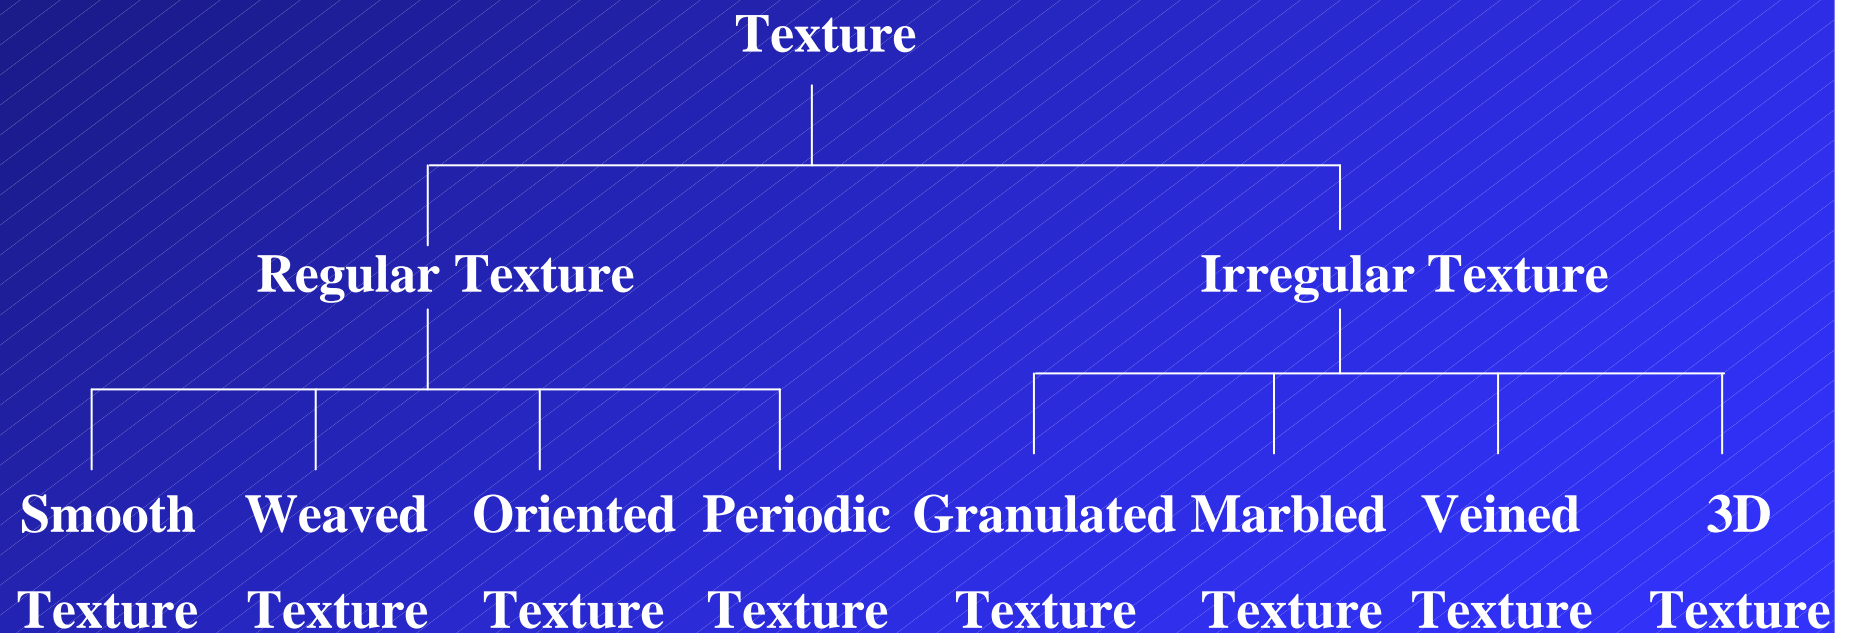 Texture
Regular Texture Irregular Texture
Smooth Weaved Oriented Periodic Granulated Marbled Veined 3D
Texture Texture Texture Texture Texture Texture Texture Texture